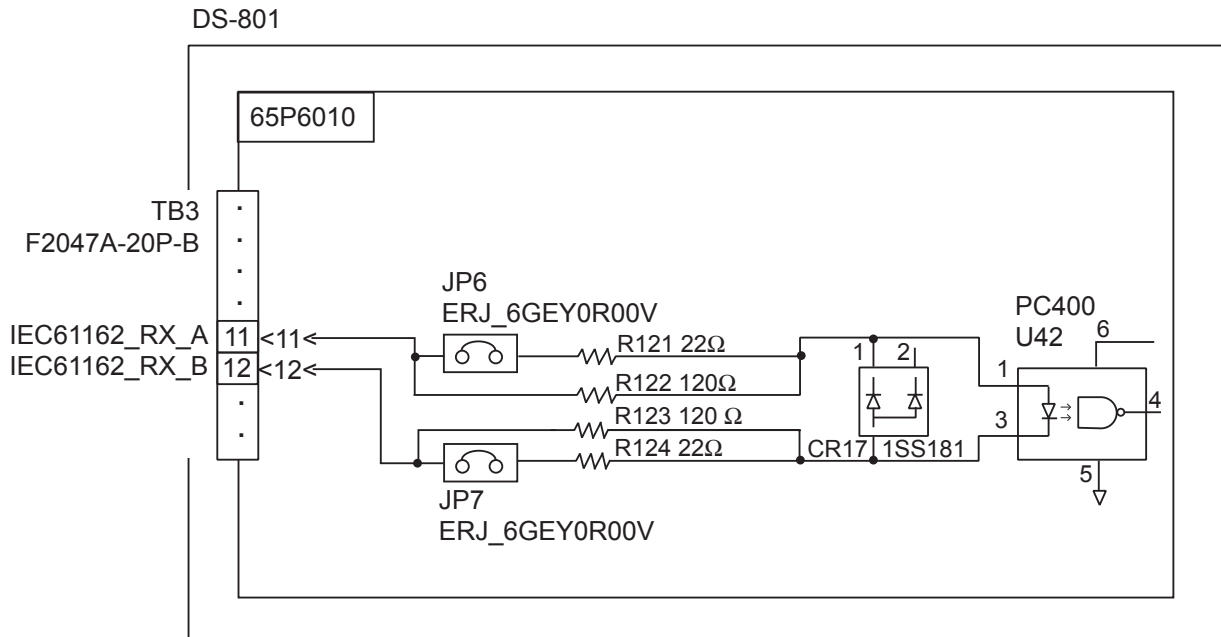 DS-801
65P6010
TB3
F2047A-20P-B
JP6
ERJ_6GEY0R00V
PC400
U42
6
IEC61162_RX_A 11 <11<
R121 22Ω
1 2
1
IEC61162_RX_B 12 <12<
R122 120Ω
R123 120 Ω
3
4
R124 22Ω
CR17 1SS181
5
JP7
ERJ_6GEY0R00V